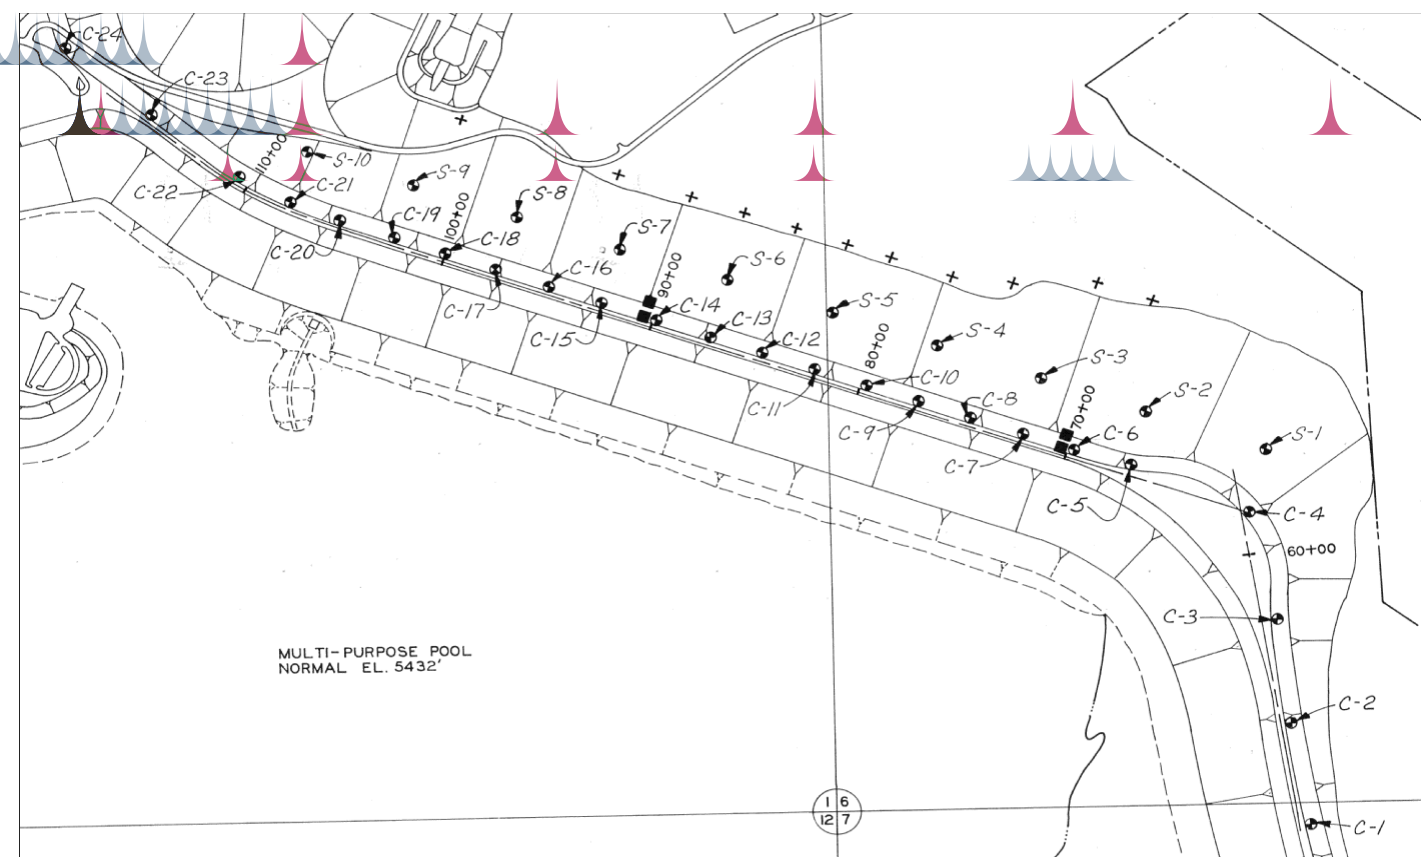 C-24
C-23
110+00
S-10
C-22
C-21
S-9
S-8
100+00
C-19
C-20
C-18
S-7
C-16
90+00
S-6
C-17
C-14
S-5
C-15
C-13
C-12
80+00
S-4
C-10
S-3
C-11
C-8
70+00
S-2
C-9
C-6
S-1
C-7
C-5
C-4
60+00
C-3
MULTI-PURPOSE POOL
NORMAL EL. 5432'
C-2
1 6
12 7
C-1